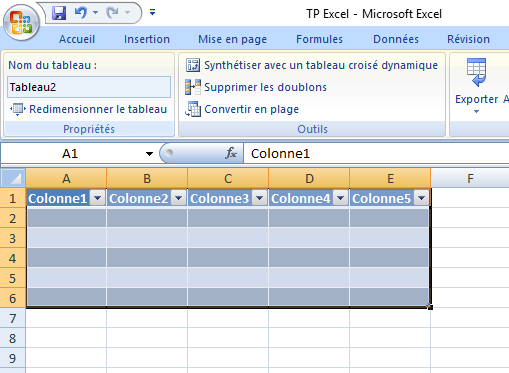 TP Excel - Microsoft Excel
Accueil Insertion Mise en page Formules Données Révision
Nom du tableau :
Tableau2
Redimensionner le tableau
Propriétés
Synthétiser avec un tableau croisé dynamique
Supprimer les doublons
Convertir en plage
Outils
Exporter A
A1 fx Colonne1
A B C D E F
1 Colonne1 Colonne2 Colonne3 Colonne4 Colonne5
2
3
4
5
6
7
8
9